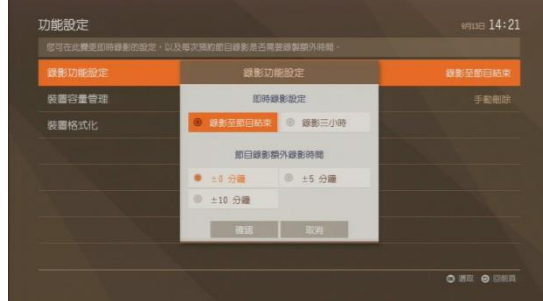 功能設定
6月13日 14:21
您可在此變更即時錄影的設定，以及每次預約節目錄影是否需要錄製額外時間。
錄影功能設定 錄影至節目結束
裝置容量管理 手動刪除
裝置格式化
錄影功能設定
即時錄影設定
錄影至節目結束 錄影三小時
節目錄影額外錄影時間
±0 分鐘 ±5 分鐘
±10 分鐘
確認 取消
選取 回前頁